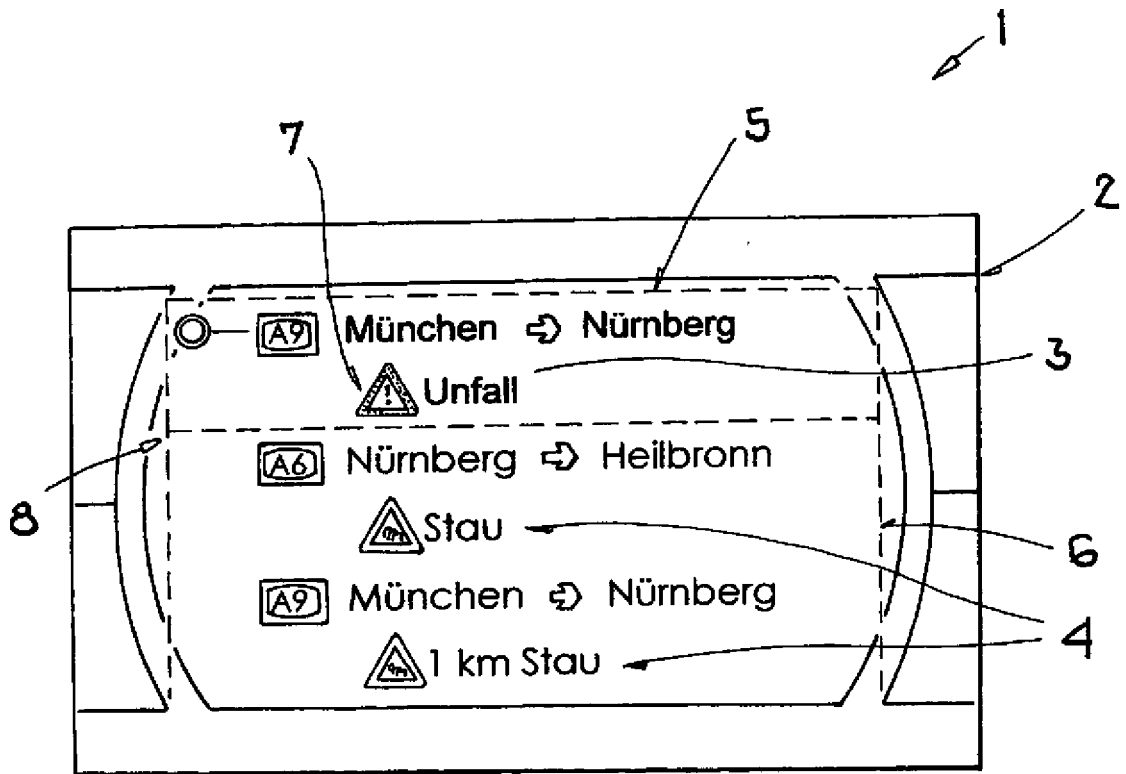 1
7
5
2
A9 München ➩ Nürnberg
3
! Unfall
A6 Nürnberg ➩ Heilbronn
8
Stau
6
A9 München ➩ Nürnberg
4
1 km Stau